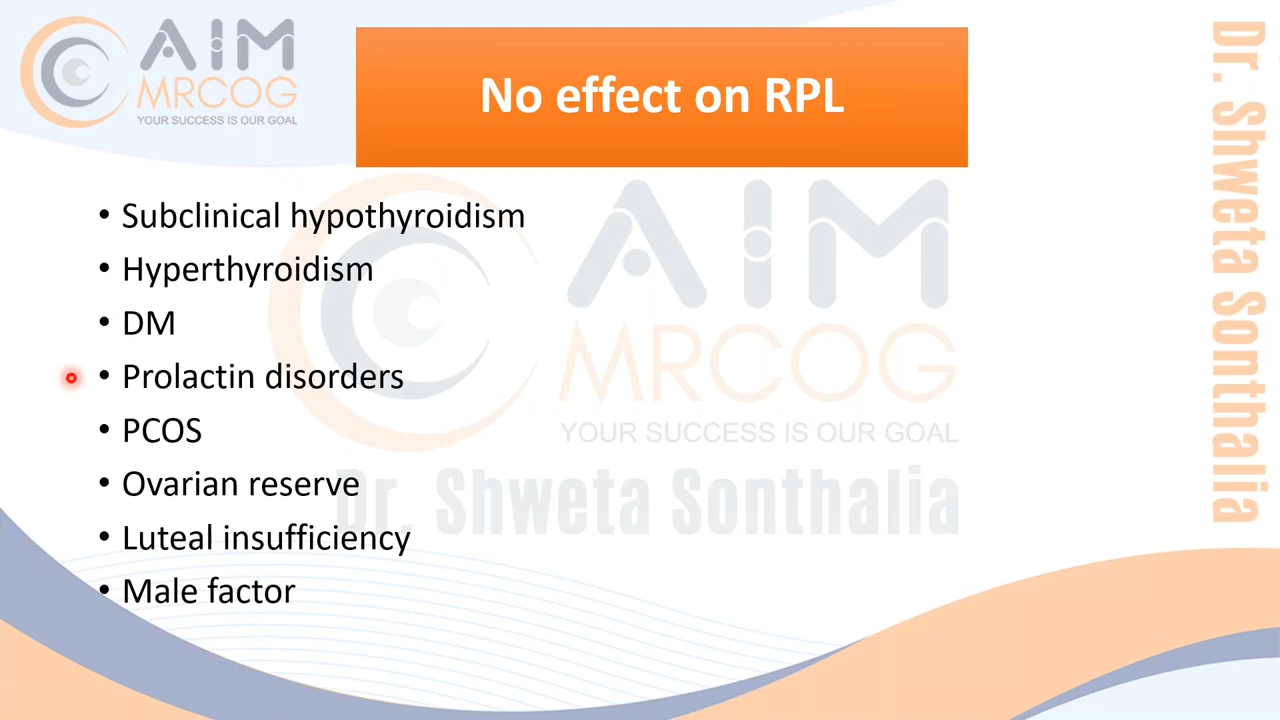 AIM
MRCOG
YOUR SUCCESS IS OUR GOAL
No effect on RPL
Dr. Shweta Sonthalia
• Subclinical hypothyroidism
• Hyperthyroidism
• DM
• Prolactin disorders
• PCOS
• Ovarian reserve
• Luteal insufficiency
• Male factor
AIM
MRCOG
YOUR SUCCESS IS OUR GOAL
Dr. Shweta Sonthalia